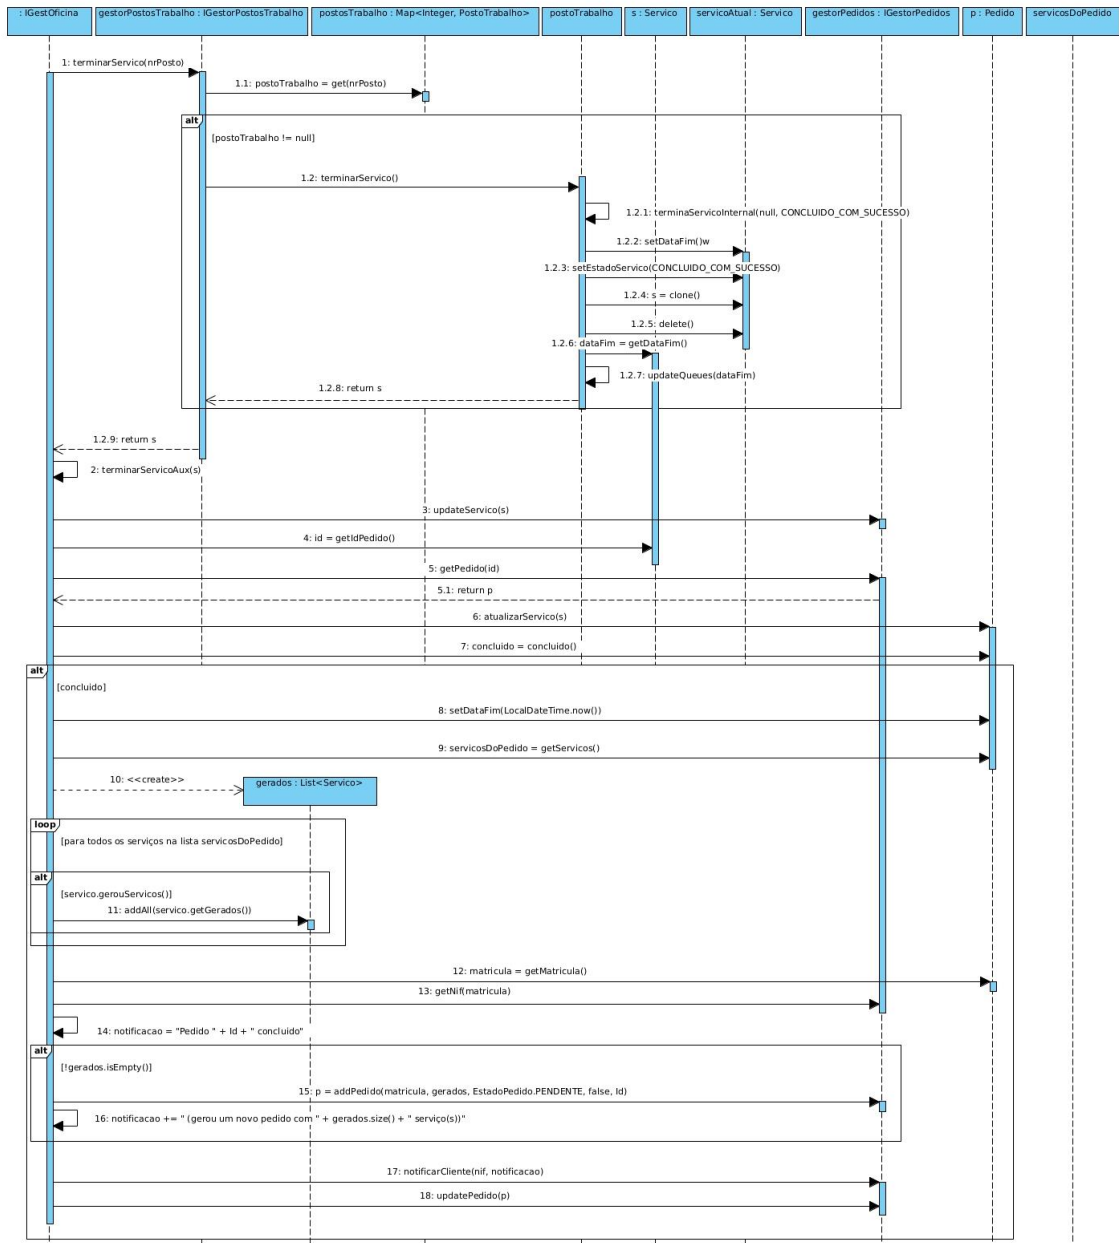 : IGestOficina
gestorPostosTrabalho : IGestorPostosTrabalho
postosTrabalho : Map<Integer, PostoTrabalho>
postoTrabalho
s : Servico
servicoAtual : Servico
gestorPedidos : IGestorPedidos
p : Pedido
servicosDoPedido
1: terminarServico(nrPosto)
1.1: postoTrabalho = get(nrPosto)
alt
[postoTrabalho != null]
1.2: terminarServico()
1.2.1: terminaServicoInternal(null, CONCLUIDO_COM_SUCESSO)
1.2.2: setDataFim()w
1.2.3: setEstadoServico(CONCLUIDO_COM_SUCESSO)
1.2.4: s = clone()
1.2.5: delete()
1.2.6: dataFim = getDataFim()
1.2.7: updateQueues(dataFim)
1.2.8: return s
1.2.9: return s
2: terminarServicoAux(s)
3: updateServico(s)
4: id = getIdPedido()
5: getPedido(id)
5.1: return p
6: atualizarServico(s)
7: concluido = concluido()
alt
[concluido]
8: setDataFim(LocalDateTime.now())
9: servicosDoPedido = getServicos()
10: <<create>>
gerados : List<Servico>
loop
[para todos os serviços na lista servicosDoPedido]
alt
[servico.gerouServicos()]
11: addAll(servico.getGerados())
12: matricula = getMatricula()
13: getNif(matricula)
14: notificacao = "Pedido " + Id + " concluido"
alt
[!gerados.isEmpty()]
15: p = addPedido(matricula, gerados, EstadoPedido.PENDENTE, false, Id)
16: notificacao += " (gerou um novo pedido com " + gerados.size() + " serviço(s))"
17: notificarCliente(nif, notificacao)
18: updatePedido(p)